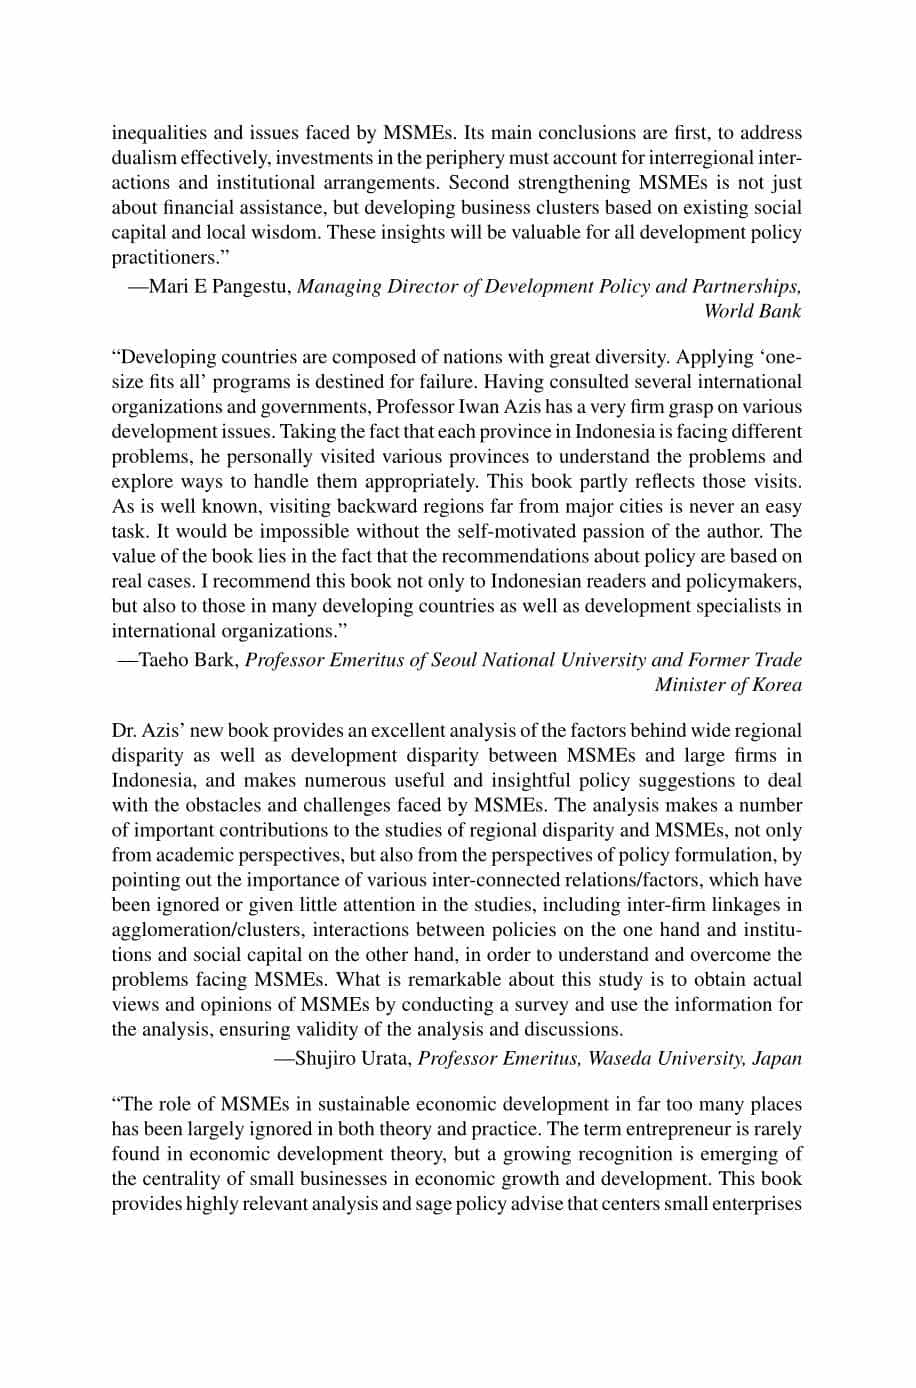 inequalities and issues faced by MSMEs. Its main conclusions are first, to address
dualism effectively, investments in the periphery must account for interregional inter-
actions and institutional arrangements. Second strengthening MSMEs is not just
about financial assistance, but developing business clusters based on existing social
capital and local wisdom. These insights will be valuable for all development policy
practitioners.”
—Mari E Pangestu, Managing Director of Development Policy and Partnerships,
World Bank
“Developing countries are composed of nations with great diversity. Applying ‘one-
size fits all’ programs is destined for failure. Having consulted several international
organizations and governments, Professor Iwan Azis has a very firm grasp on various
development issues. Taking the fact that each province in Indonesia is facing different
problems, he personally visited various provinces to understand the problems and
explore ways to handle them appropriately. This book partly reflects those visits.
As is well known, visiting backward regions far from major cities is never an easy
task. It would be impossible without the self-motivated passion of the author. The
value of the book lies in the fact that the recommendations about policy are based on
real cases. I recommend this book not only to Indonesian readers and policymakers,
but also to those in many developing countries as well as development specialists in
international organizations.”
—Taeho Bark, Professor Emeritus of Seoul National University and Former Trade
Minister of Korea
Dr. Azis’ new book provides an excellent analysis of the factors behind wide regional
disparity as well as development disparity between MSMEs and large firms in
Indonesia, and makes numerous useful and insightful policy suggestions to deal
with the obstacles and challenges faced by MSMEs. The analysis makes a number
of important contributions to the studies of regional disparity and MSMEs, not only
from academic perspectives, but also from the perspectives of policy formulation, by
pointing out the importance of various inter-connected relations/factors, which have
been ignored or given little attention in the studies, including inter-firm linkages in
agglomeration/clusters, interactions between policies on the one hand and institu-
tions and social capital on the other hand, in order to understand and overcome the
problems facing MSMEs. What is remarkable about this study is to obtain actual
views and opinions of MSMEs by conducting a survey and use the information for
the analysis, ensuring validity of the analysis and discussions.
—Shujiro Urata, Professor Emeritus, Waseda University, Japan
“The role of MSMEs in sustainable economic development in far too many places
has been largely ignored in both theory and practice. The term entrepreneur is rarely
found in economic development theory, but a growing recognition is emerging of
the centrality of small businesses in economic growth and development. This book
provides highly relevant analysis and sage policy advise that centers small enterprises